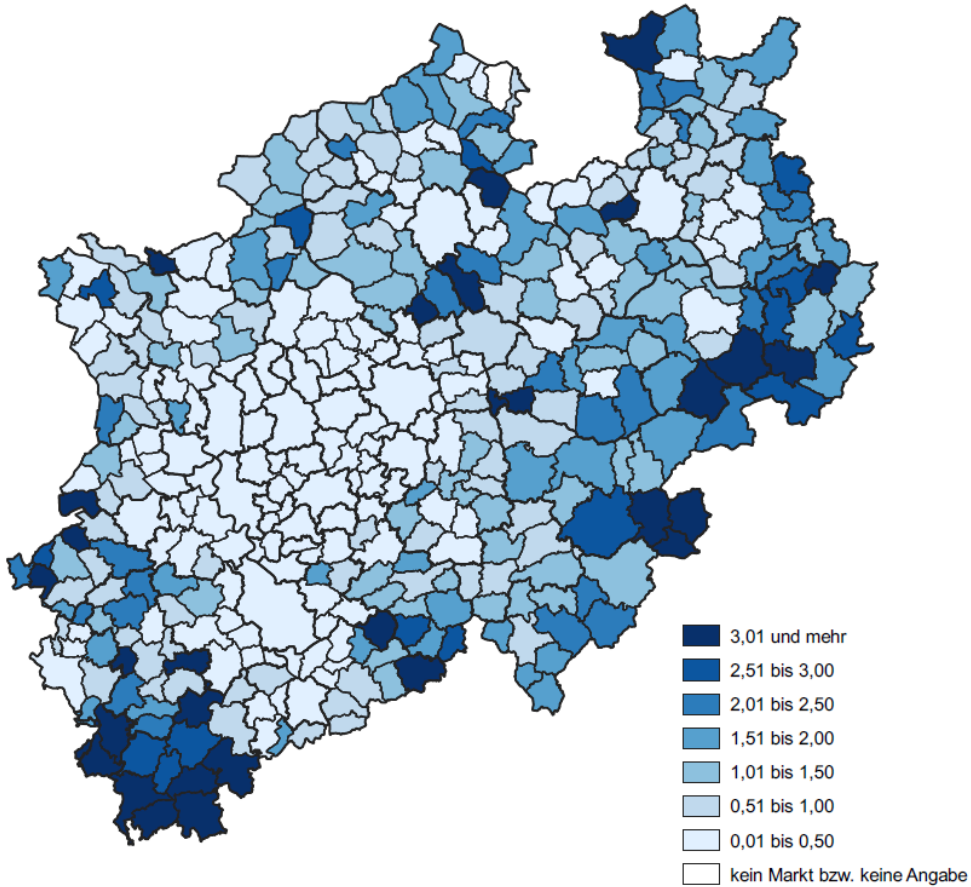 3,01 und mehr
2,51 bis 3,00
2,01 bis 2,50
1,51 bis 2,00
1,01 bis 1,50
0,51 bis 1,00
0,01 bis 0,50
kein Markt bzw. keine Angabe